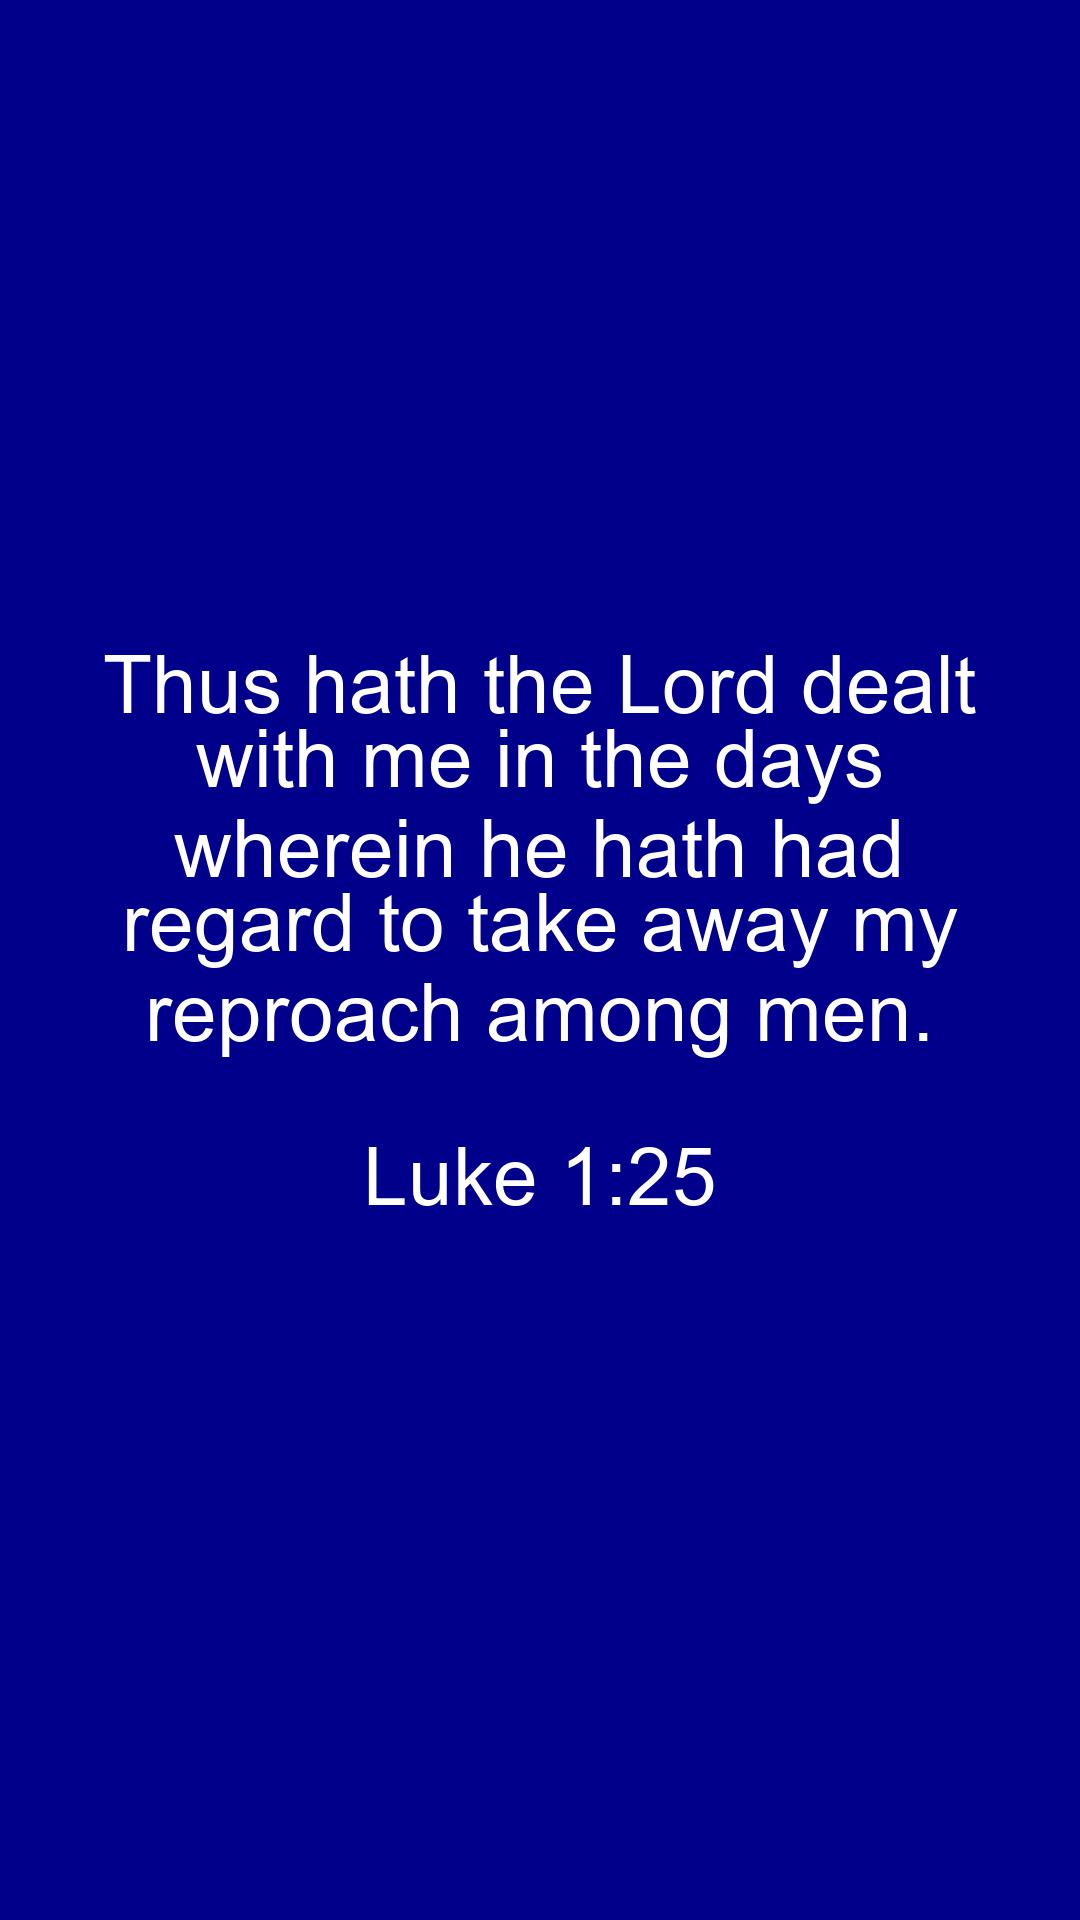 Thus hath the Lord dealt
with me in the days
wherein he hath had
regard to take away my
reproach among men.
Luke 1:25